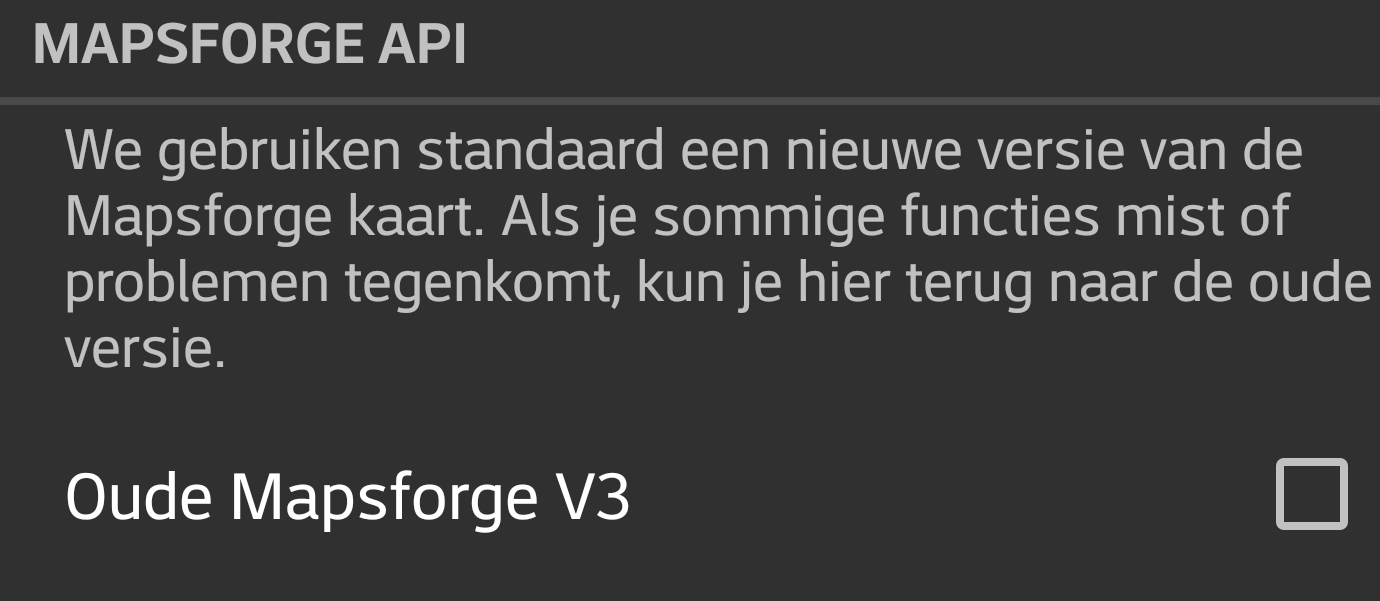 MAPSFORGE API
We gebruiken standaard een nieuwe versie van de
Mapsforge kaart. Als je sommige functies mist of
problemen tegenkomt, kun je hier terug naar de oude
versie.
Oude Mapsforge V3